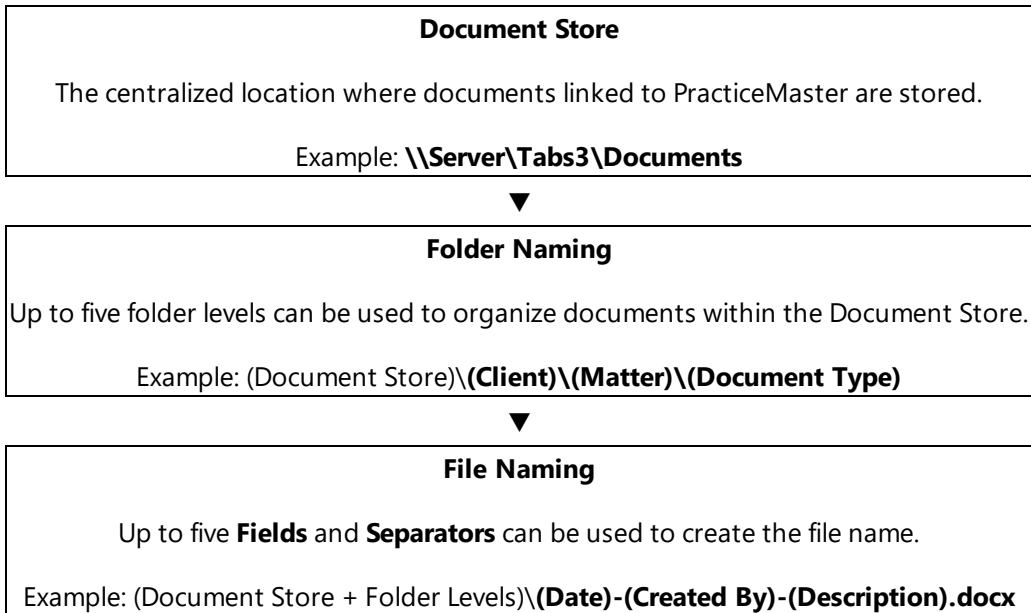 Document Store
The centralized location where documents linked to PracticeMaster are stored.
Example: \\Server\Tabs3\Documents
▼
Folder Naming
Up to five folder levels can be used to organize documents within the Document Store.
Example: (Document Store)\(Client)\(Matter)\(Document Type)
▼
File Naming
Up to five Fields and Separators can be used to create the file name.
Example: (Document Store + Folder Levels)\(Date)-(Created By)-(Description).docx